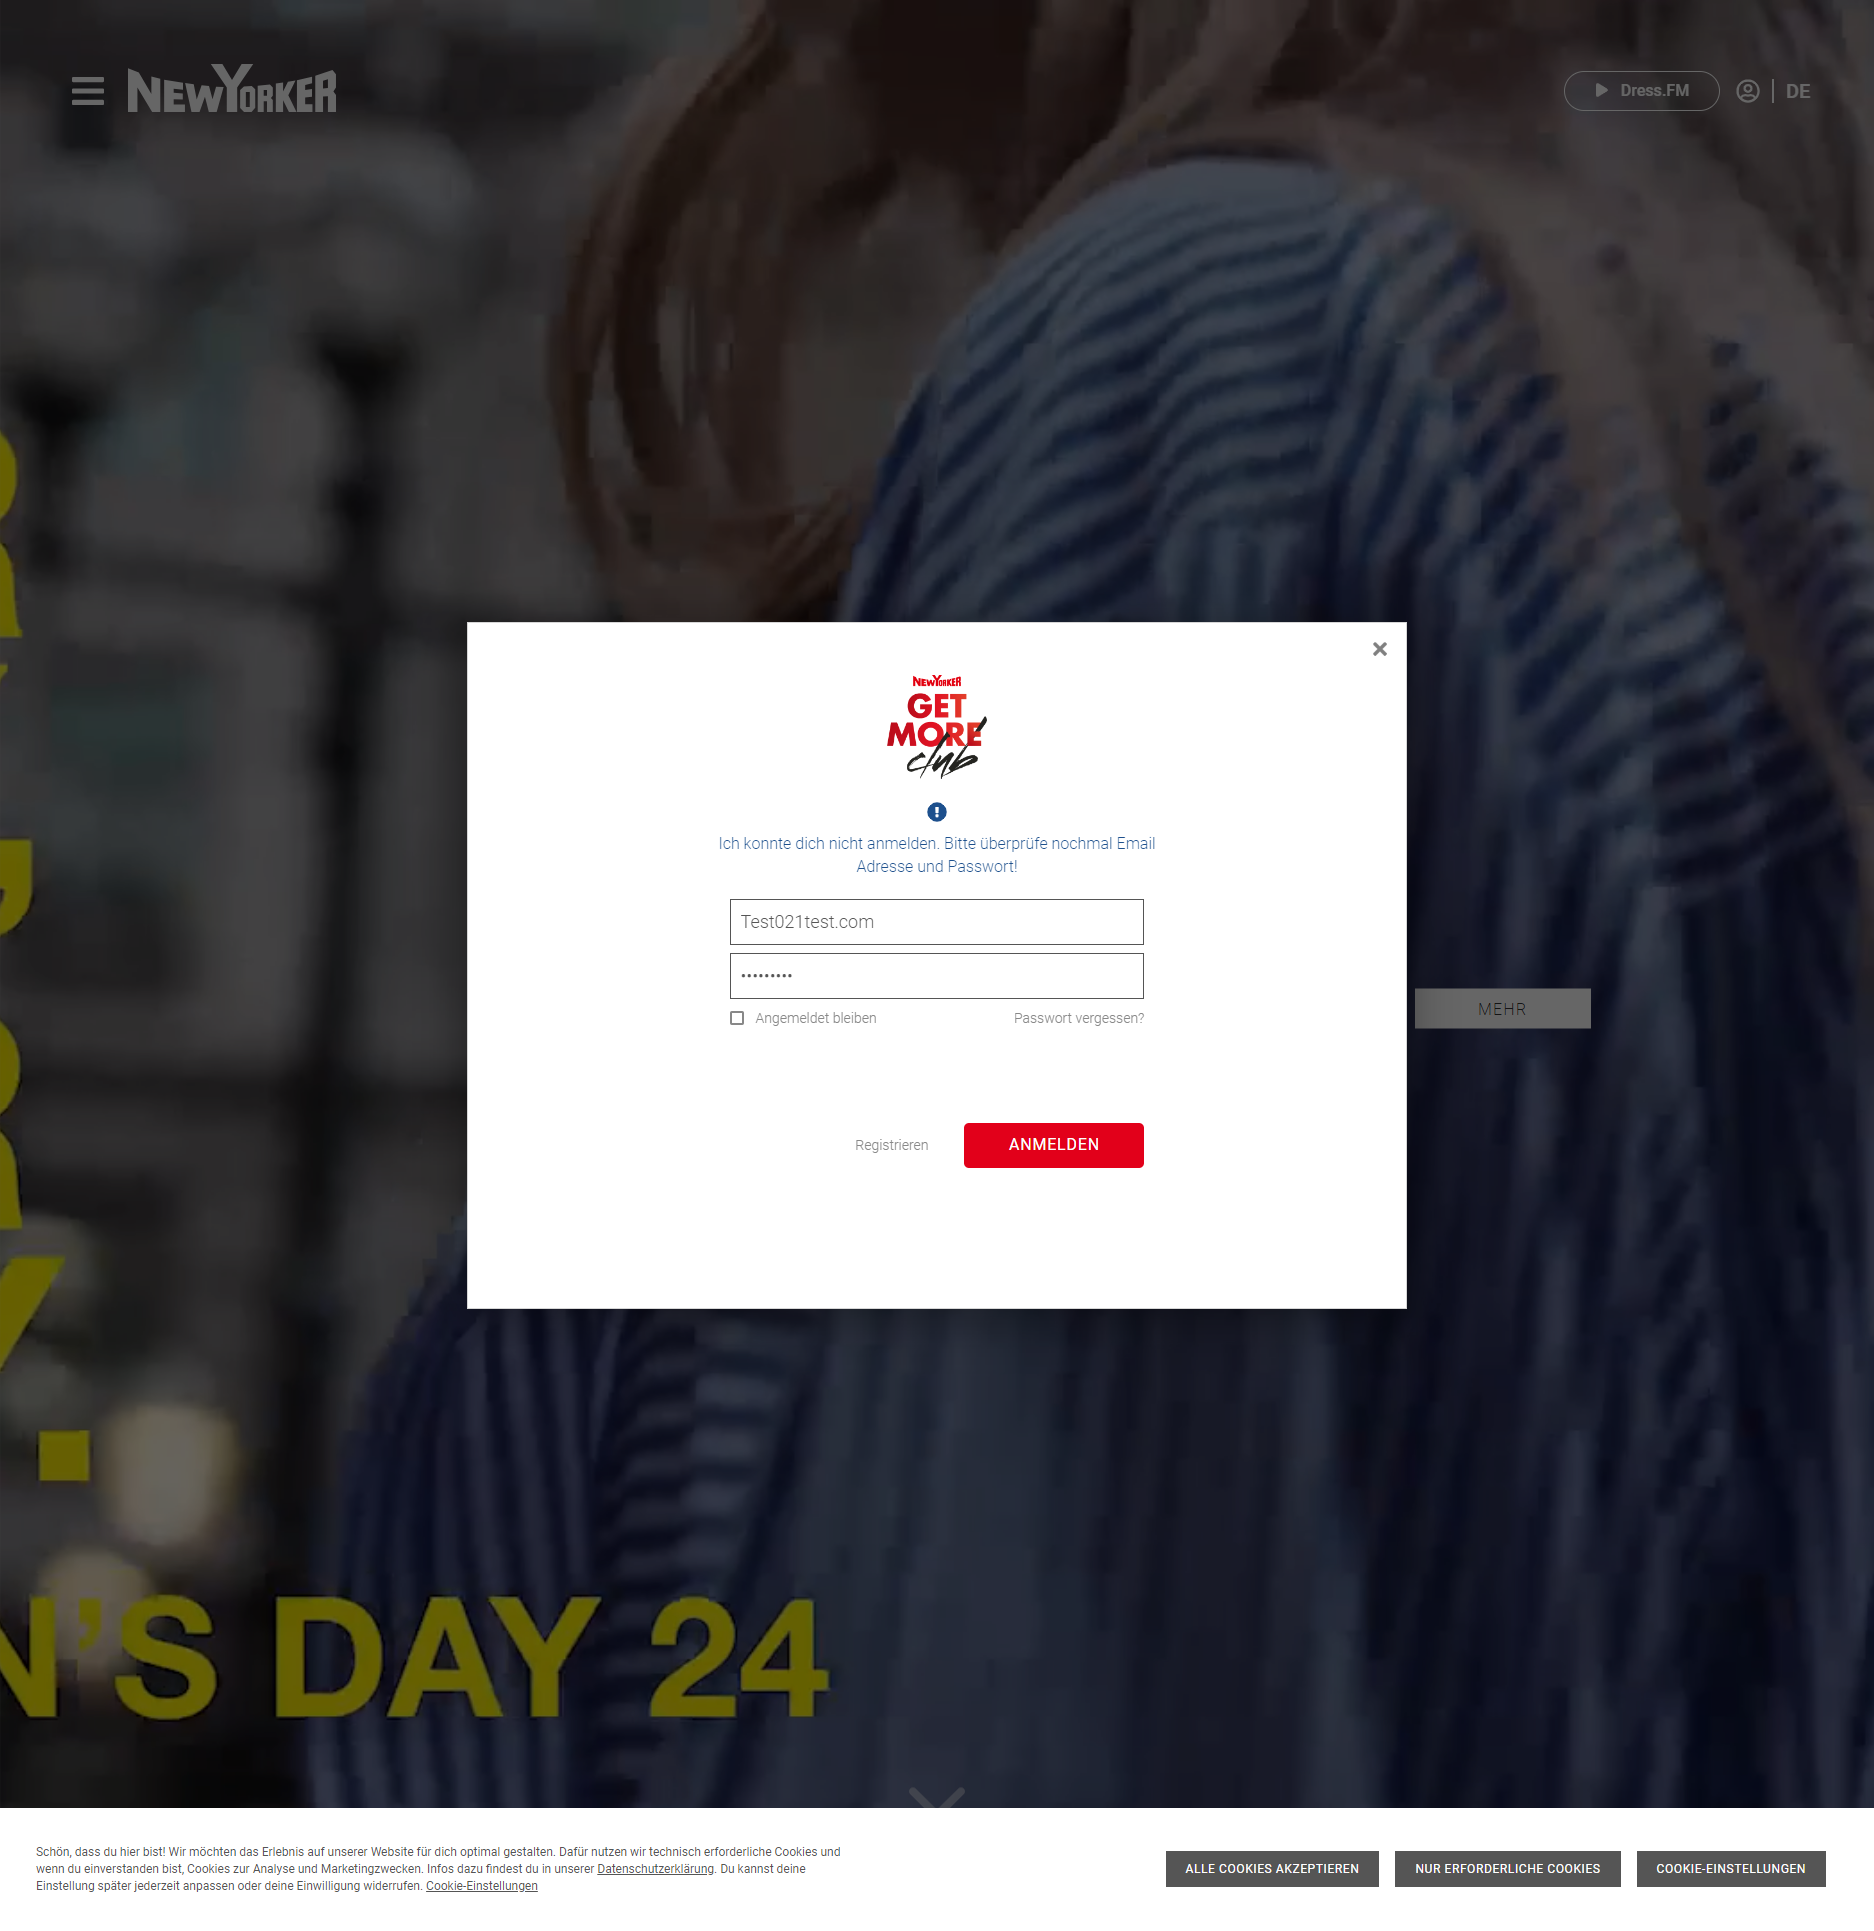 NEWYORKER
Dress.FM
DE
NEWYORKER
GET
MORE
club
Ich konnte dich nicht anmelden. Bitte überprüfe nochmal Email
Adresse und Passwort!
Test021test.com
•••••••••
Angemeldet bleiben
Passwort vergessen?
MEHR
Registrieren
ANMELDEN
N'S DAY 24
Schön, dass du hier bist! Wir möchten das Erlebnis auf unserer Website für dich optimal gestalten. Dafür nutzen wir technisch erforderliche Cookies und
wenn du einverstanden bist, Cookies zur Analyse und Marketingzwecken. Infos dazu findest du in unserer Datenschutzerklärung. Du kannst deine
Einstellung später jederzeit anpassen oder deine Einwilligung widerrufen. Cookie-Einstellungen
ALLE COOKIES AKZEPTIEREN
NUR ERFORDERLICHE COOKIES
COOKIE-EINSTELLUNGEN